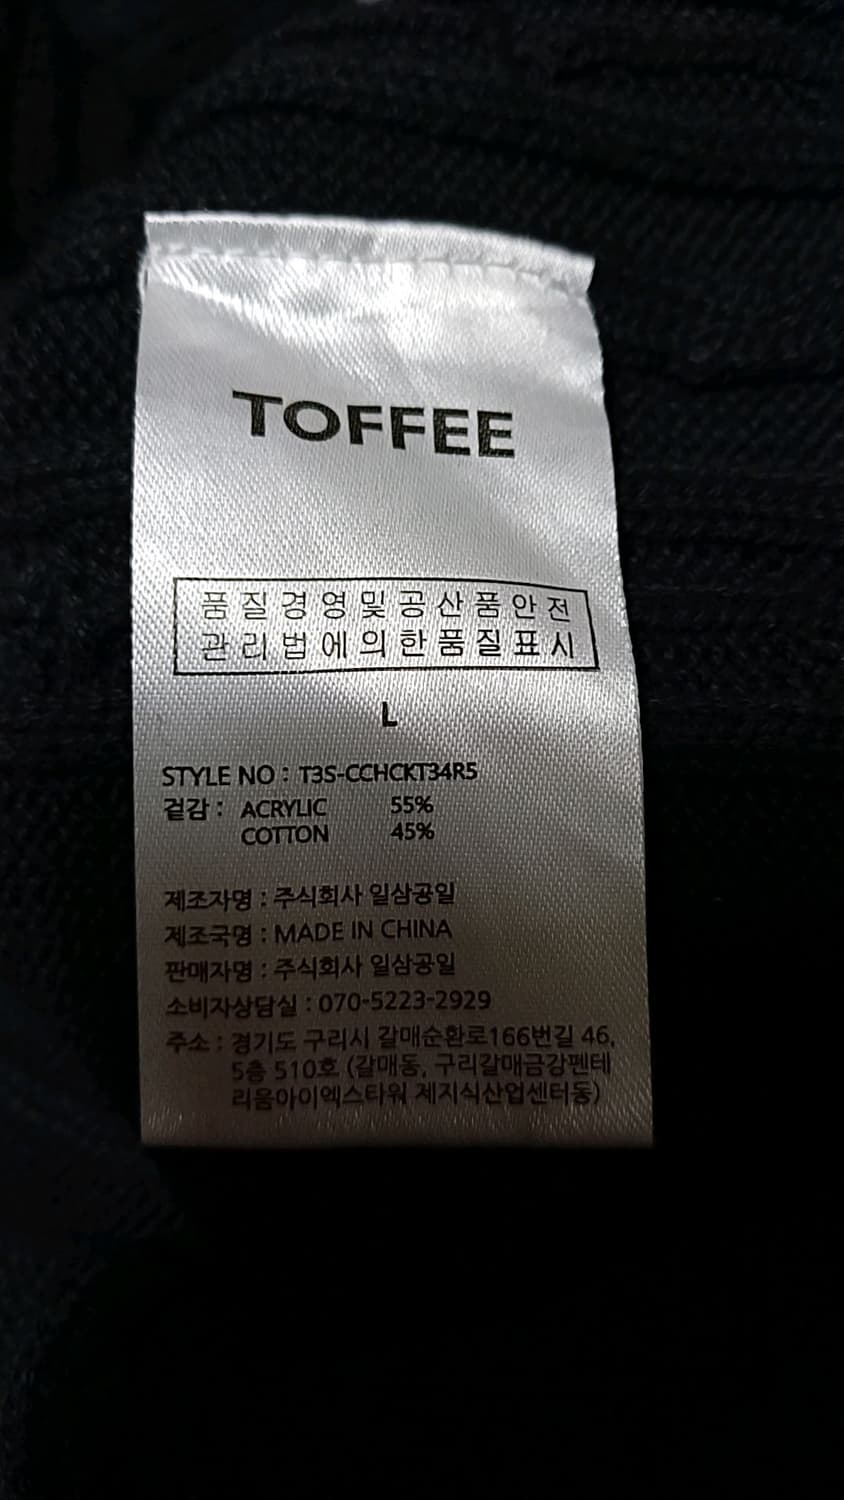 TOFFEE
품질경영및공산품안전
관리법에의한품질표시
L
STYLE NO : T3S-CCHCKT34R5
겉감 : ACRYLIC 55%
COTTON 45%
제조자명 : 주식회사 일삼공일
제조국명 : MADE IN CHINA
판매자명 : 주식회사 일삼공일
소비자상담실 : 070-5223-2929
주소 : 경기도 구리시 갈매순환로166번길 46,
5층 510호 (갈매동, 구리갈매금강펜테
리움아이엑스타워 제지식산업센터동)